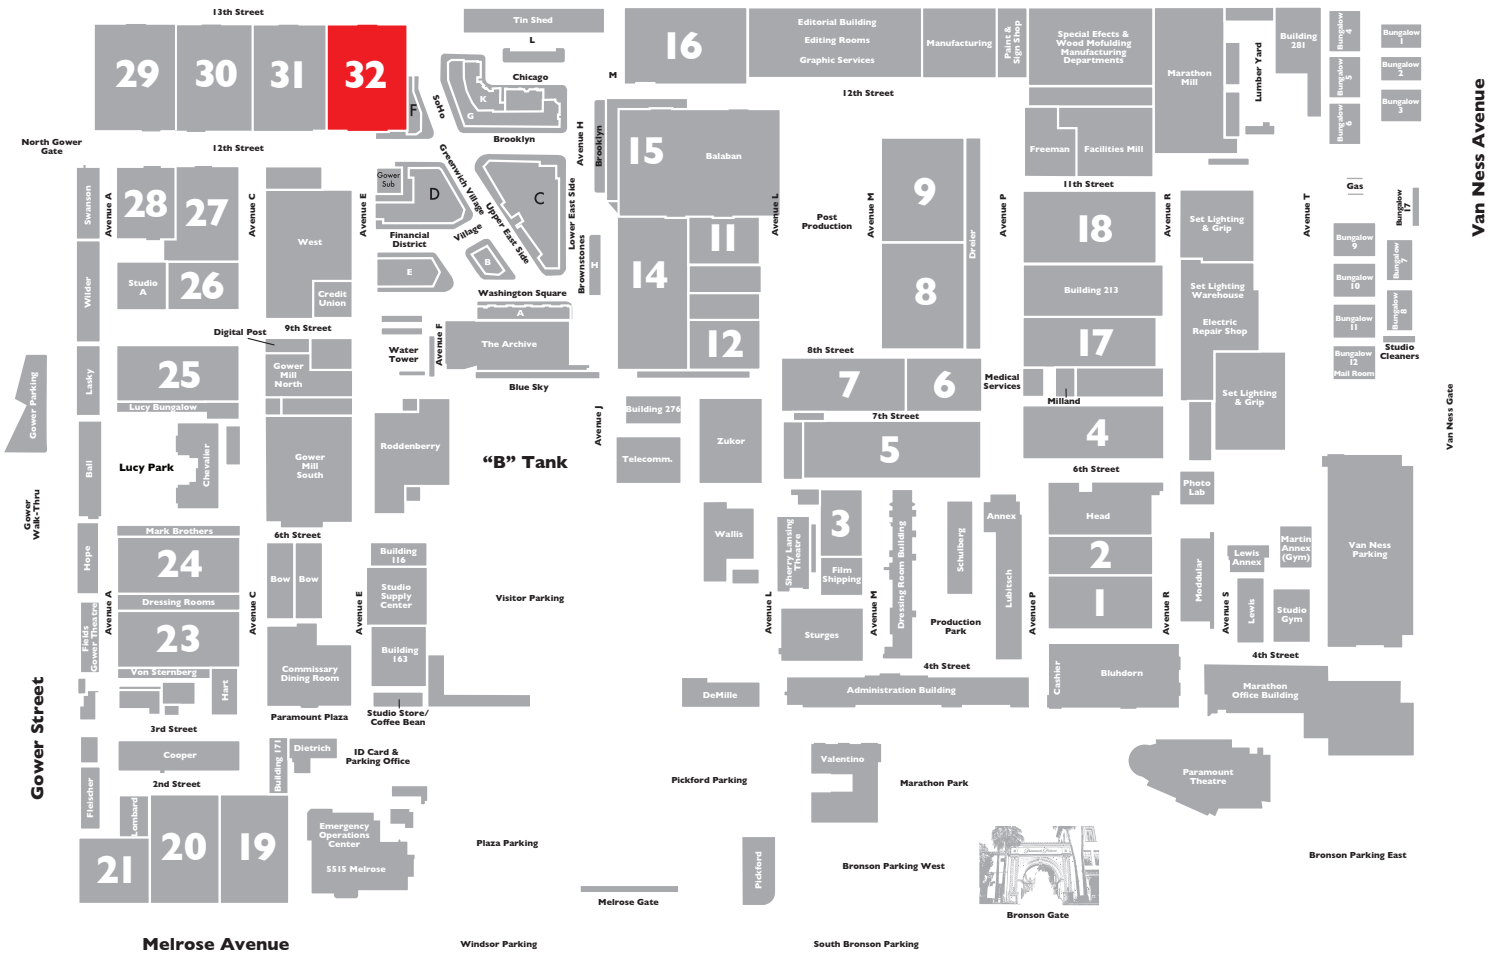 13th Street
29
30
31
32
F
SoHo
Tin Shed
L
Chicago
K
G
Brooklyn
M
16
Editorial Building
Editing Rooms
Graphic Services
Manufacturing
Paint &
Sign Shop
Special Efects &
Wood Mofulding
Manufacturing
Departments
Marathon
Mill
Lumber Yard
Building
281
Bungalow
4
Bungalow
5
Bungalow
6
Bungalow
1
Bungalow
2
Bungalow
3
Van Ness Avenue
12th Street
North Gower
Gate
12th Street
Avenue H
Brooklyn
15
Balaban
Freeman
Facilities Mill
11th Street
Swanson
Avenue A
28
27
Avenue C
West
Avenue E
Gower
Sub
D
Greenwich Village
Upper East Side
C
Lower East Side
Financial
District
Village
B
E
Brownstones
H
Washington Square
A
Avenue L
11
14
12
Post
Production
Avenue M
9
8
Dreier
Avenue P
18
Building 213
17
Avenue R
Set Lighting
& Grip
Set Lighting
Warehouse
Electric
Repair Shop
Avenue T
Gas
Bungalow
17
Bungalow
9
Bungalow
10
Bungalow
11
Bungalow
12
Mail Room
Bungalow
7
Bungalow
8
Studio
Cleaners
Wilder
Studio
A
26
Credit
Union
9th Street
Digital Post
Gower
Mill
North
Water
Tower
Avenue F
The Archive
Blue Sky
8th Street
7
6
7th Street
5
Medical
Services
Milland
4
6th Street
Set Lighting
& Grip
Van Ness Gate
Gower Parking
Lasky
25
Lucy Bungalow
Ball
Lucy Park
Chevalier
Gower
Mill
South
Roddenberry
“B” Tank
Avenue J
Building 276
Telecomm.
Zukor
Gower
Walk-Thru
Hope
Mark Brothers
24
Dressing Rooms
6th Street
Bow
Bow
Building
116
Studio
Supply
Center
Building
163
Visitor Parking
Wallis
Sherry Lansing
Theatre
3
Film
Shipping
Dressing Room Building
Schulberg
Annex
Lubitsch
Head
2
1
Photo
Lab
Moddular
Lewis
Annex
Martin
Annex
(Gym)
Lewis
Studio
Gym
Van Ness
Parking
Avenue A
Avenue C
Avenue E
Avenue L
Avenue M
Avenue P
Avenue R
Avenue S
Fields
Gower Theatre
23
Von Sternberg
Hart
Commissary
Dining Room
Paramount Plaza
Studio Store/
Coffee Bean
Sturges
Production
Park
4th Street
4th Street
DeMille
Administration Building
Cashier
Bluhdorn
Marathon
Office Building
Gower Street
3rd Street
Cooper
2nd Street
Building 171
Dietrich
ID Card &
Parking Office
Pickford Parking
Valentino
Marathon Park
Paramount
Theatre
Fleischer
Lombard
21
20
19
Emergency
Operations
Center
5515 Melrose
Plaza Parking
Pickford
Bronson Parking West
Bronson Parking East
Melrose Gate
Bronson Gate
Melrose Avenue
Windsor Parking
South Bronson Parking